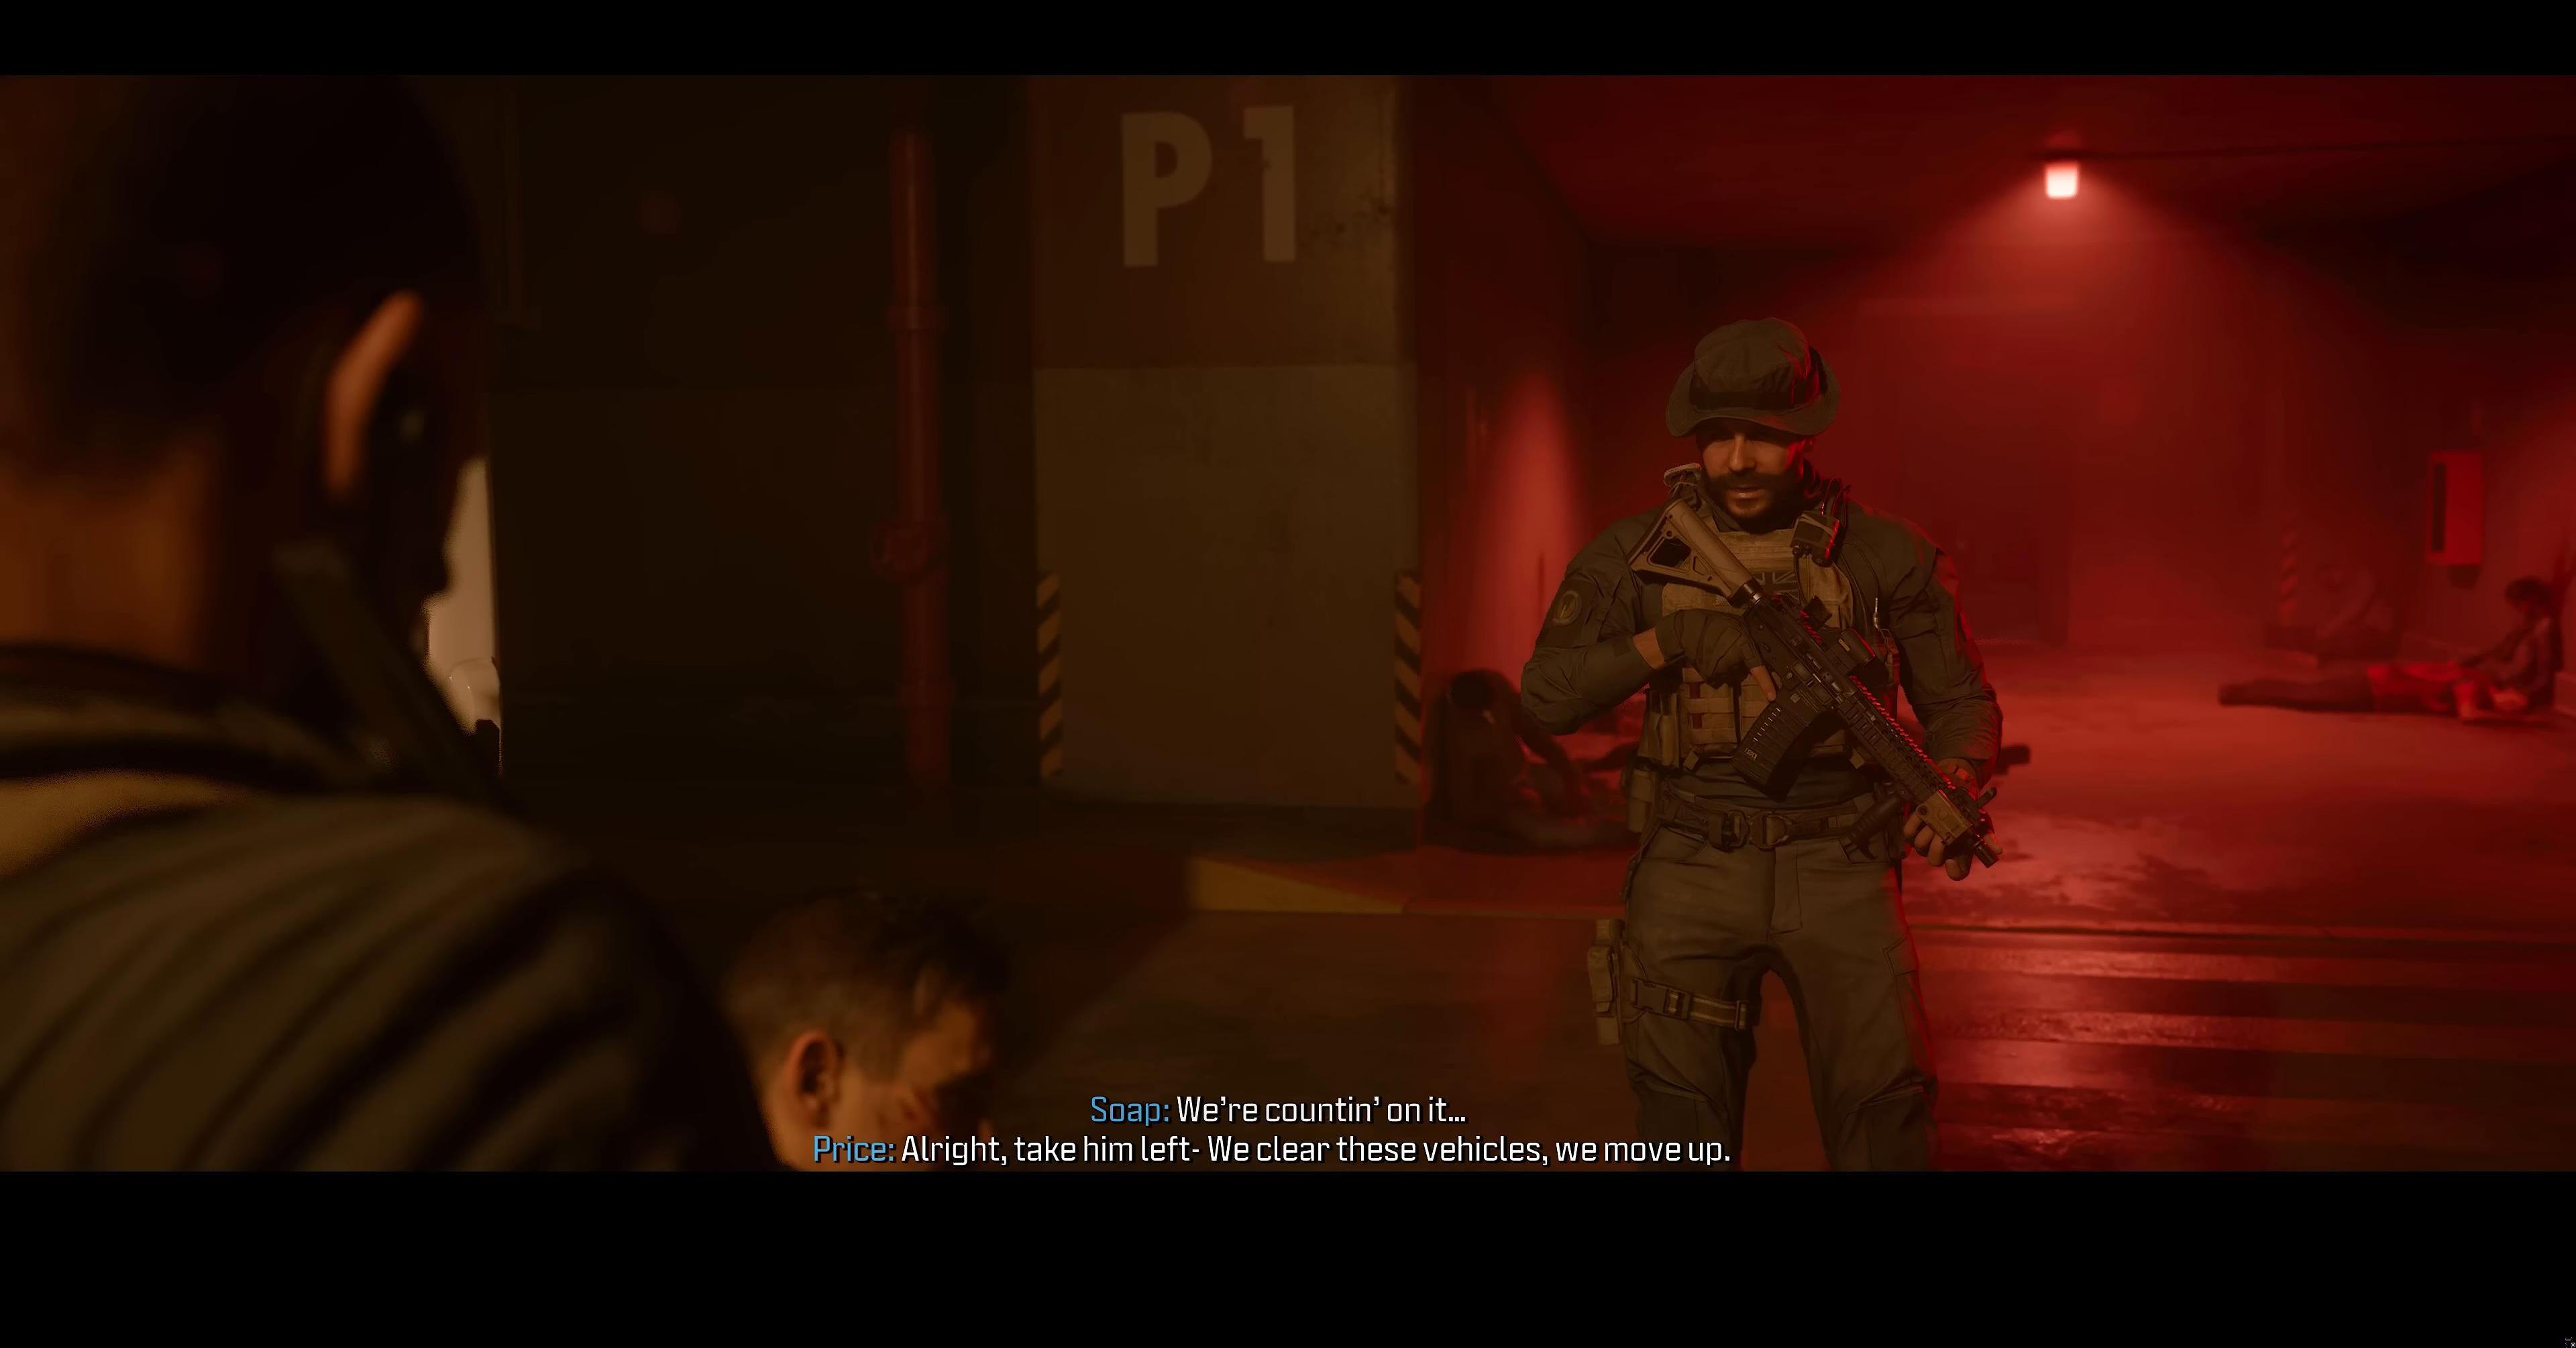 P1
Soap: We're countin' on it...
Price: Alright, take him left- We clear these vehicles, we move up.